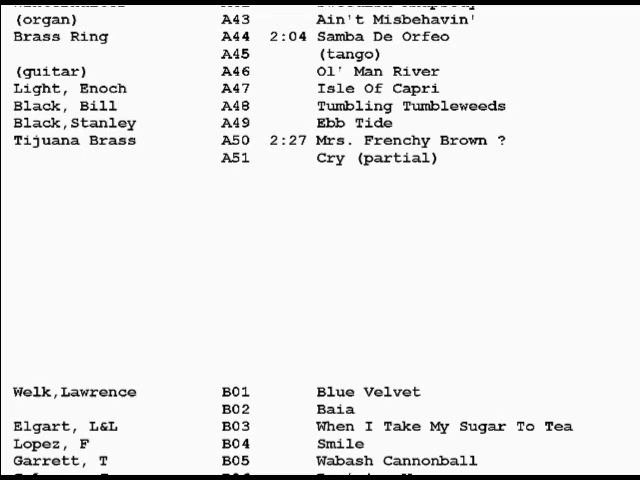 (organ) A43 Ain't Misbehavin'
Brass Ring A44 2:04 Samba De Orfeo
A45 (tango)
(guitar) A46 Ol' Man River
Light, Enoch A47 Isle Of Capri
Black, Bill A48 Tumbling Tumbleweeds
Black,Stanley A49 Ebb Tide
Tijuana Brass A50 2:27 Mrs. Frenchy Brown ?
A51 Cry (partial)
Welk,Lawrence B01 Blue Velvet
B02 Baia
Elgart, L&L B03 When I Take My Sugar To Tea
Lopez, F B04 Smile
Garrett, T B05 Wabash Cannonball